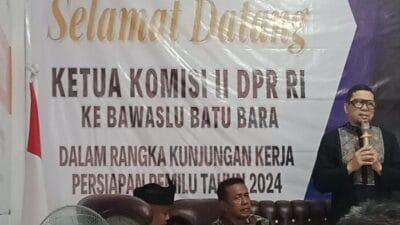 Selamat Datang
KETUA KOMISI II DPR RI
KE BAWASLU BATU BARA
DALAM RANGKA KUNJUNGAN KERJA
PERSIAPAN PEMILU TAHUN 2024